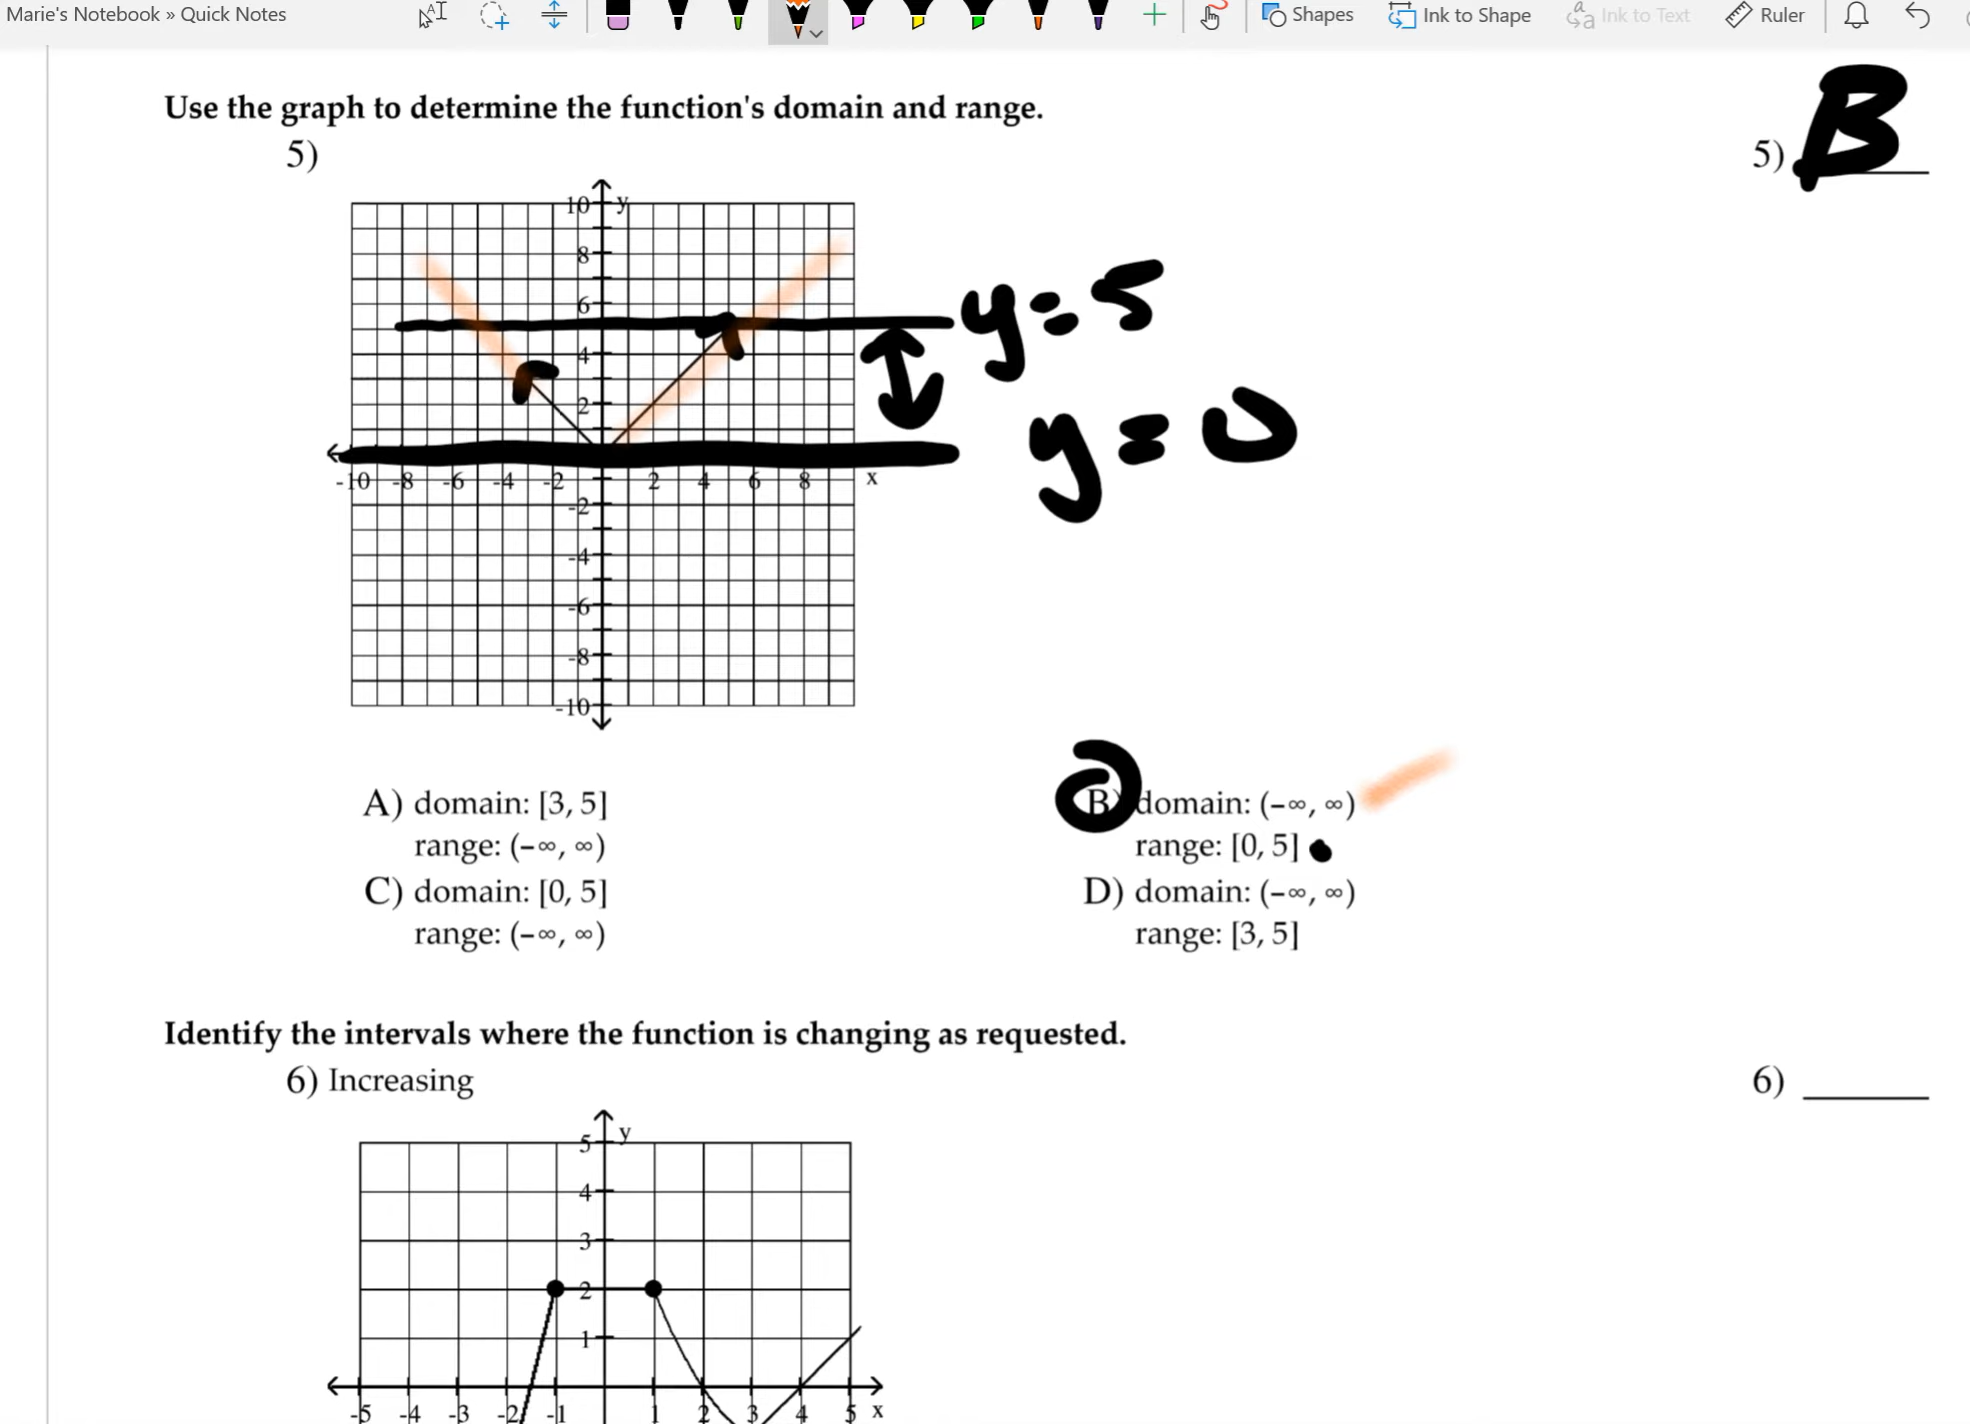 Marie's Notebook » Quick Notes
Shapes Ink to Shape Ink to Text Ruler
Use the graph to determine the function's domain and range.
5)
5) B
10 y
8
6
4
2
y=5
y=0
-10 -8 -6 -4 -2 2 4 6 8 x
-2
-4
-6
-8
-10
A) domain: [3, 5]
range: (-∞, ∞)
B) domain: (-∞, ∞)
range: [0, 5]
C) domain: [0, 5]
range: (-∞, ∞)
D) domain: (-∞, ∞)
range: [3, 5]
Identify the intervals where the function is changing as requested.
6) Increasing
6)
5 y
4
3
2
1
-5 -4 -3 -2 -1 1 2 3 4 5 x